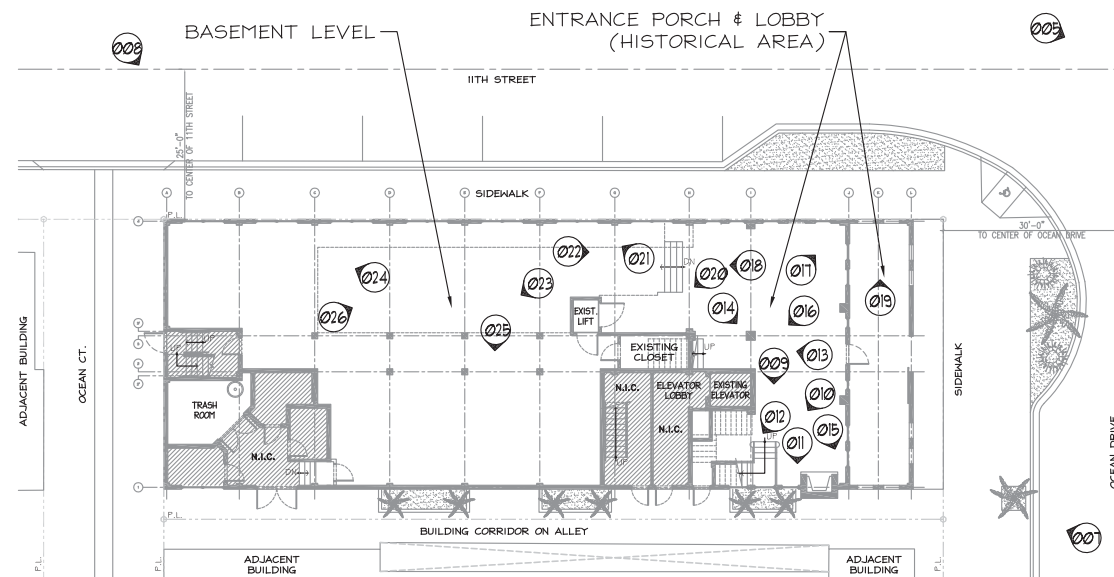 BASEMENT LEVEL
ENTRANCE PORCH & LOBBY
(HISTORICAL AREA)
008
005
11TH STREET
25'-0"
TO CENTER OF 11TH STREET
SIDEWALK
P.L.
30'-0"
TO CENTER OF OCEAN DRIVE
022
021
DN
020
018
017
024
023
014
016
019
026
025
EXIST.
LIFT
EXISTING
CLOSET
UP
009
013
UP
UP
ADJACENT BUILDING
OCEAN CT.
SIDEWALK
TRASH
ROOM
N.I.C.
ELEVATOR
LOBBY
EXISTING
ELEVATOR
010
012
015
011
N.I.C.
UP
UP
N.I.C.
DN
OCEAN DRIVE
P.L.
BUILDING CORRIDOR ON ALLEY
007
ADJACENT
BUILDING
ADJACENT
BUILDING
P.L.
P.L.
P.L.